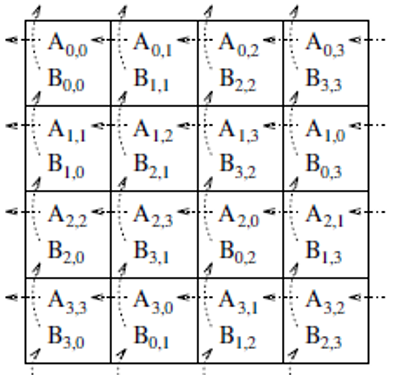 A0,0 A0,1 A0,2 A0,3
B0,0 B1,1 B2,2 B3,3
A1,1 A1,2 A1,3 A1,0
B1,0 B2,1 B3,2 B0,3
A2,2 A2,3 A2,0 A2,1
B2,0 B3,1 B0,2 B1,3
A3,3 A3,0 A3,1 A3,2
B3,0 B0,1 B1,2 B2,3